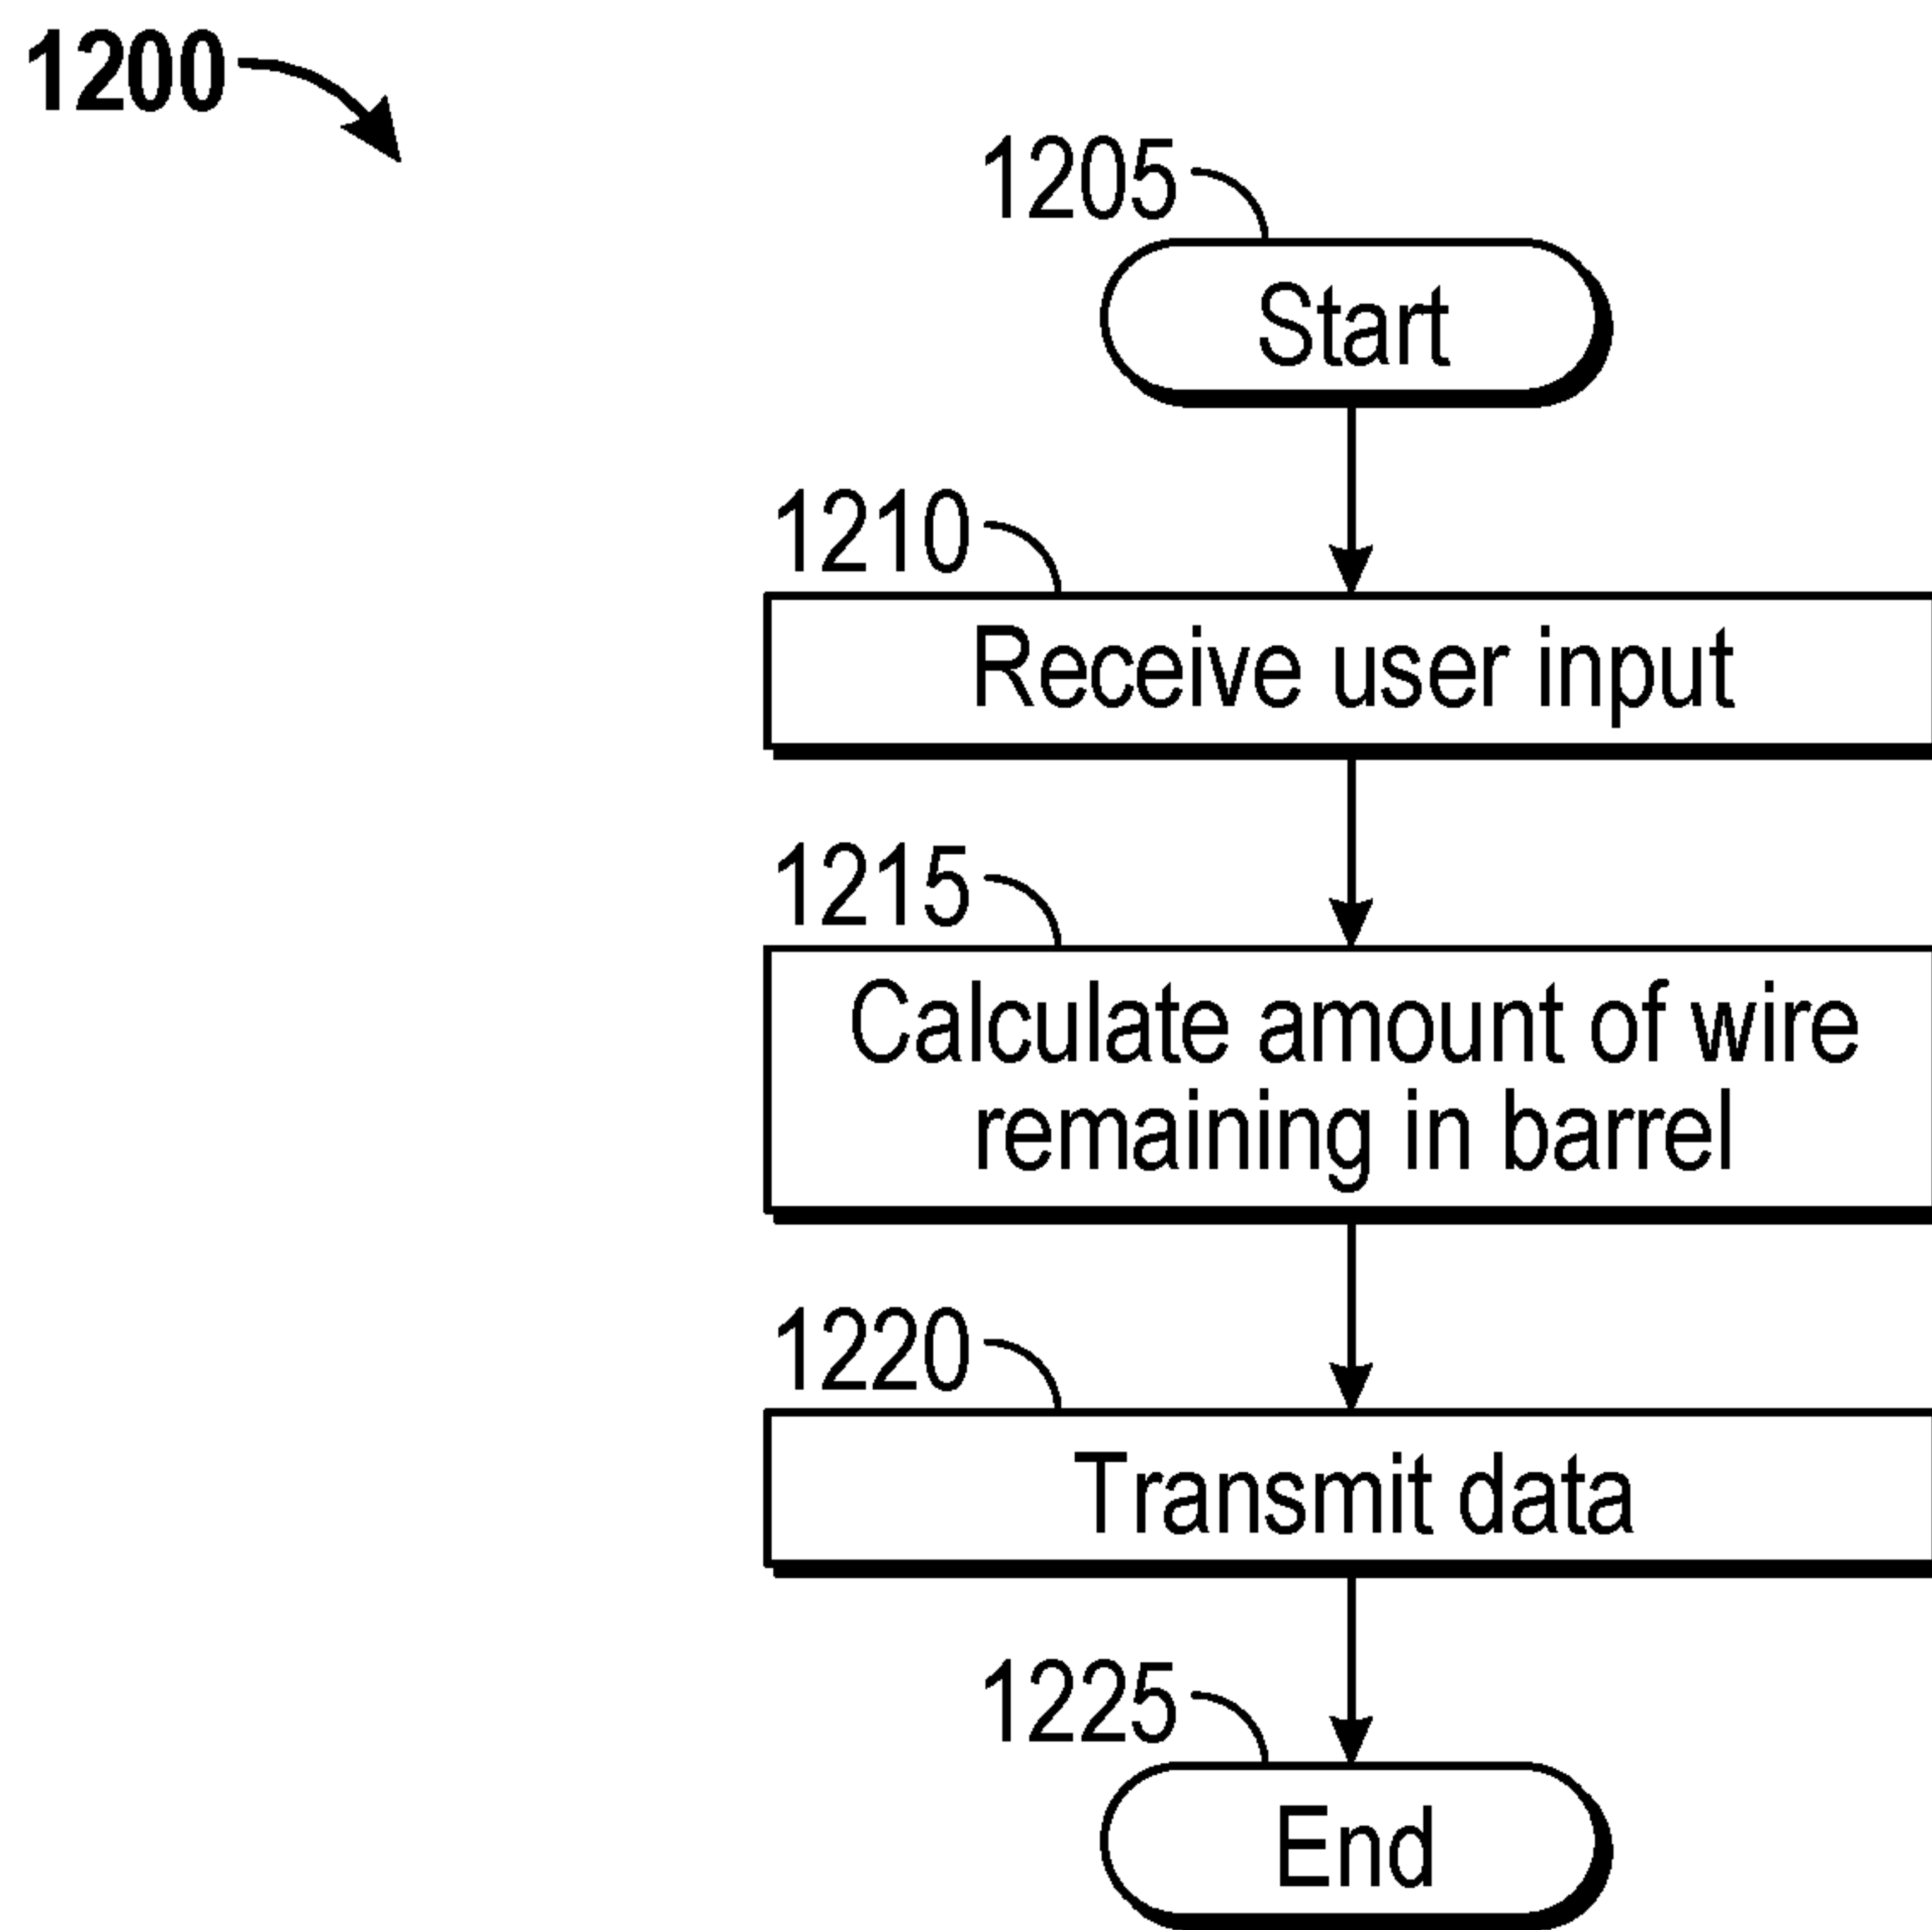 1200
1205
Start
1210
Receive user input
1215
Calculate amount of wire
remaining in barrel
1220
Transmit data
1225
End